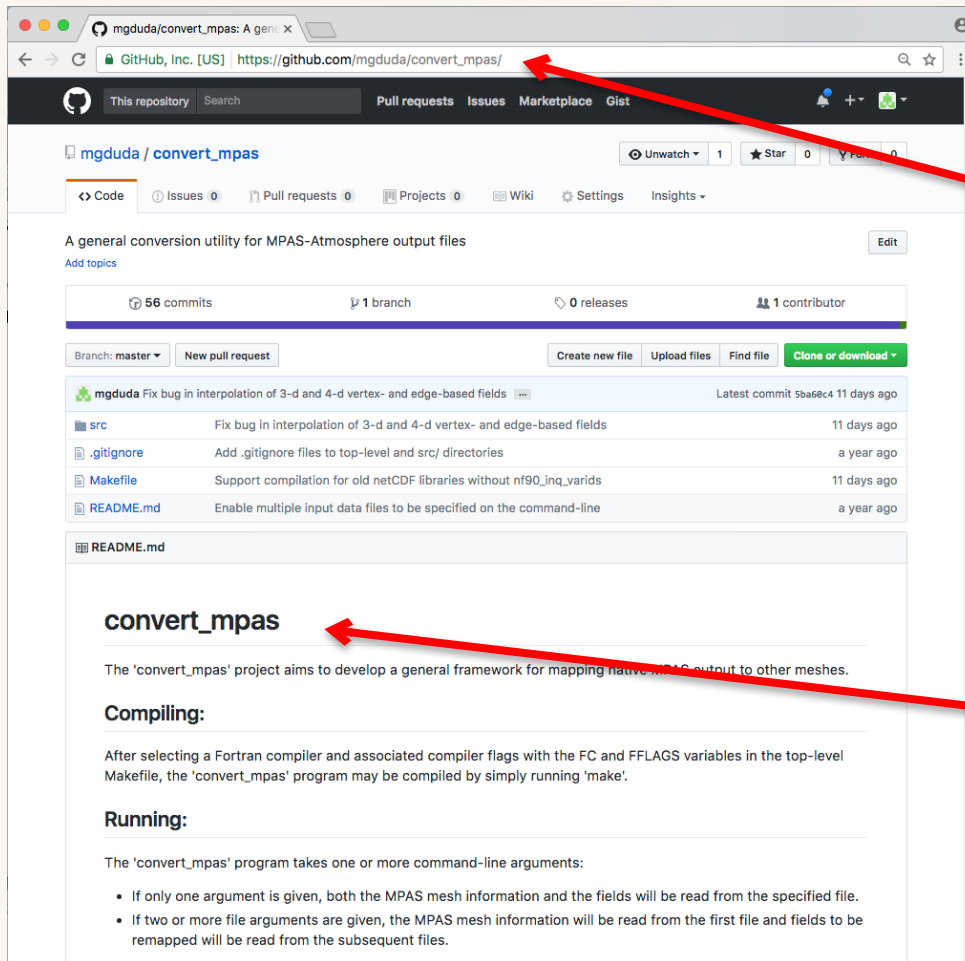 mgduda/convert_mpas: A gene
GitHub, Inc. [US] https://github.com/mgduda/convert_mpas/
This repository Search Pull requests Issues Marketplace Gist
mgduda / convert_mpas Unwatch 1 Star 0 0
Code Issues 0 Pull requests 0 Projects 0 Wiki Settings Insights
A general conversion utility for MPAS-Atmosphere output files Edit
Add topics
56 commits 1 branch 0 releases 1 contributor
Branch: master New pull request Create new file Upload files Find file Clone or download
mgduda Fix bug in interpolation of 3-d and 4-d vertex- and edge-based fields ... Latest commit 5ba60c4 11 days ago
src Fix bug in interpolation of 3-d and 4-d vertex- and edge-based fields 11 days ago
.gitignore Add .gitignore files to top-level and src/ directories a year ago
Makefile Support compilation for old netCDF libraries without nf90_inq_varids 11 days ago
README.md Enable multiple input data files to be specified on the command-line a year ago
README.md
convert_mpas
The 'convert_mpas' project aims to develop a general framework for mapping native MPAS output to other meshes.
Compiling:
After selecting a Fortran compiler and associated compiler flags with the FC and FFLAGS variables in the top-level
Makefile, the 'convert_mpas' program may be compiled by simply running 'make'.
Running:
The 'convert_mpas' program takes one or more command-line arguments:
• If only one argument is given, both the MPAS mesh information and the fields will be read from the specified file.
• If two or more file arguments are given, the MPAS mesh information will be read from the first file and fields to be
remapped will be read from the subsequent files.